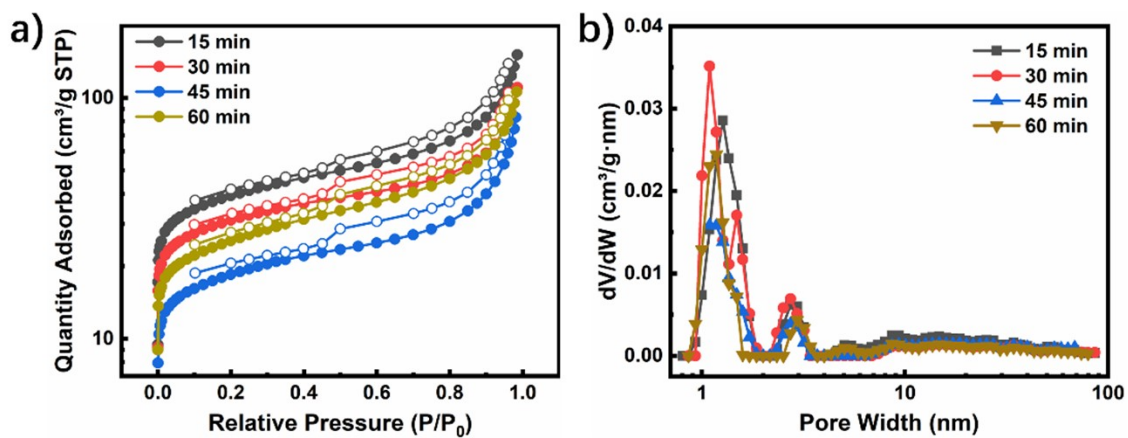 a)
Quantity Adsorbed (cm³/g STP)
100
10
15 min
30 min
45 min
60 min
0.0 0.2 0.4 0.6 0.8 1.0
Relative Pressure (P/P₀)
b)
dV/dW (cm³/g·nm)
0.04
0.03
0.02
0.01
0.00
15 min
30 min
45 min
60 min
1 10 100
Pore Width (nm)